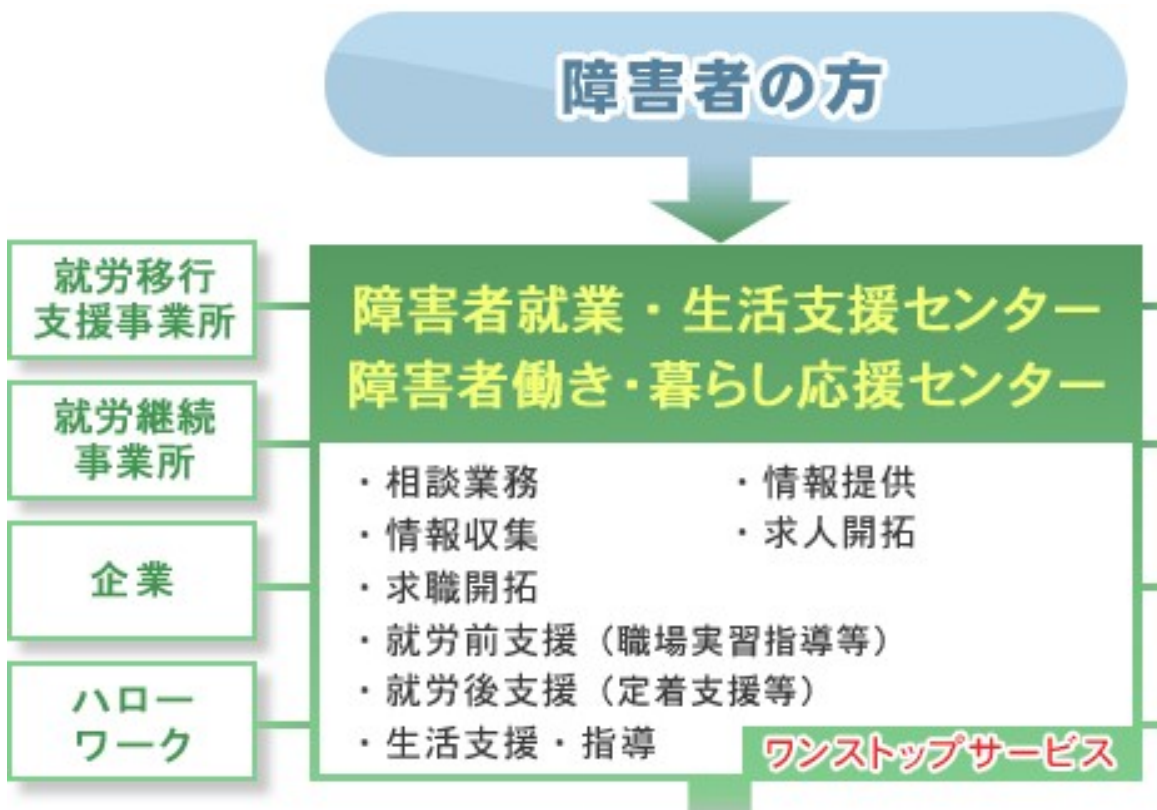 障害者の方
就労移行
支援事業所
就労継続
事業所
企業
ハロー
ワーク
障害者就業・生活支援センター
障害者働き・暮らし応援センター
・相談業務
・情報提供
・情報収集
・求人開拓
・求職開拓
・就労前支援（職場実習指導等）
・就労後支援（定着支援等）
・生活支援・指導
ワンストップサービス